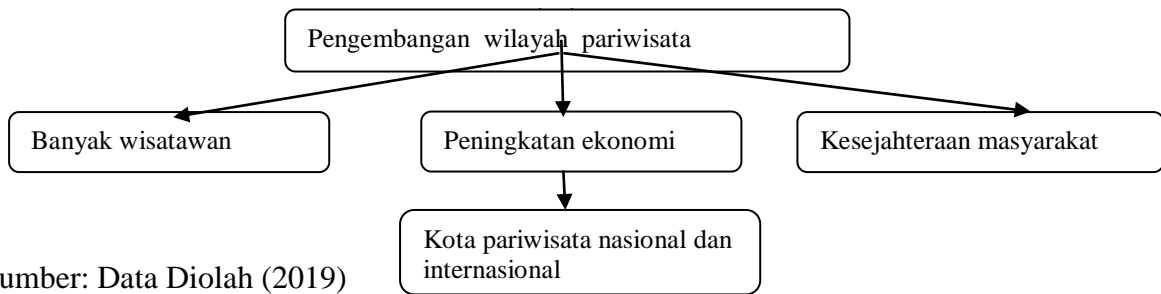 Pengembangan wilayah pariwisata
Banyak wisatawan
Peningkatan ekonomi
Kesejahteraan masyarakat
Kota pariwisata nasional dan
internasional
umber: Data Diolah (2019)